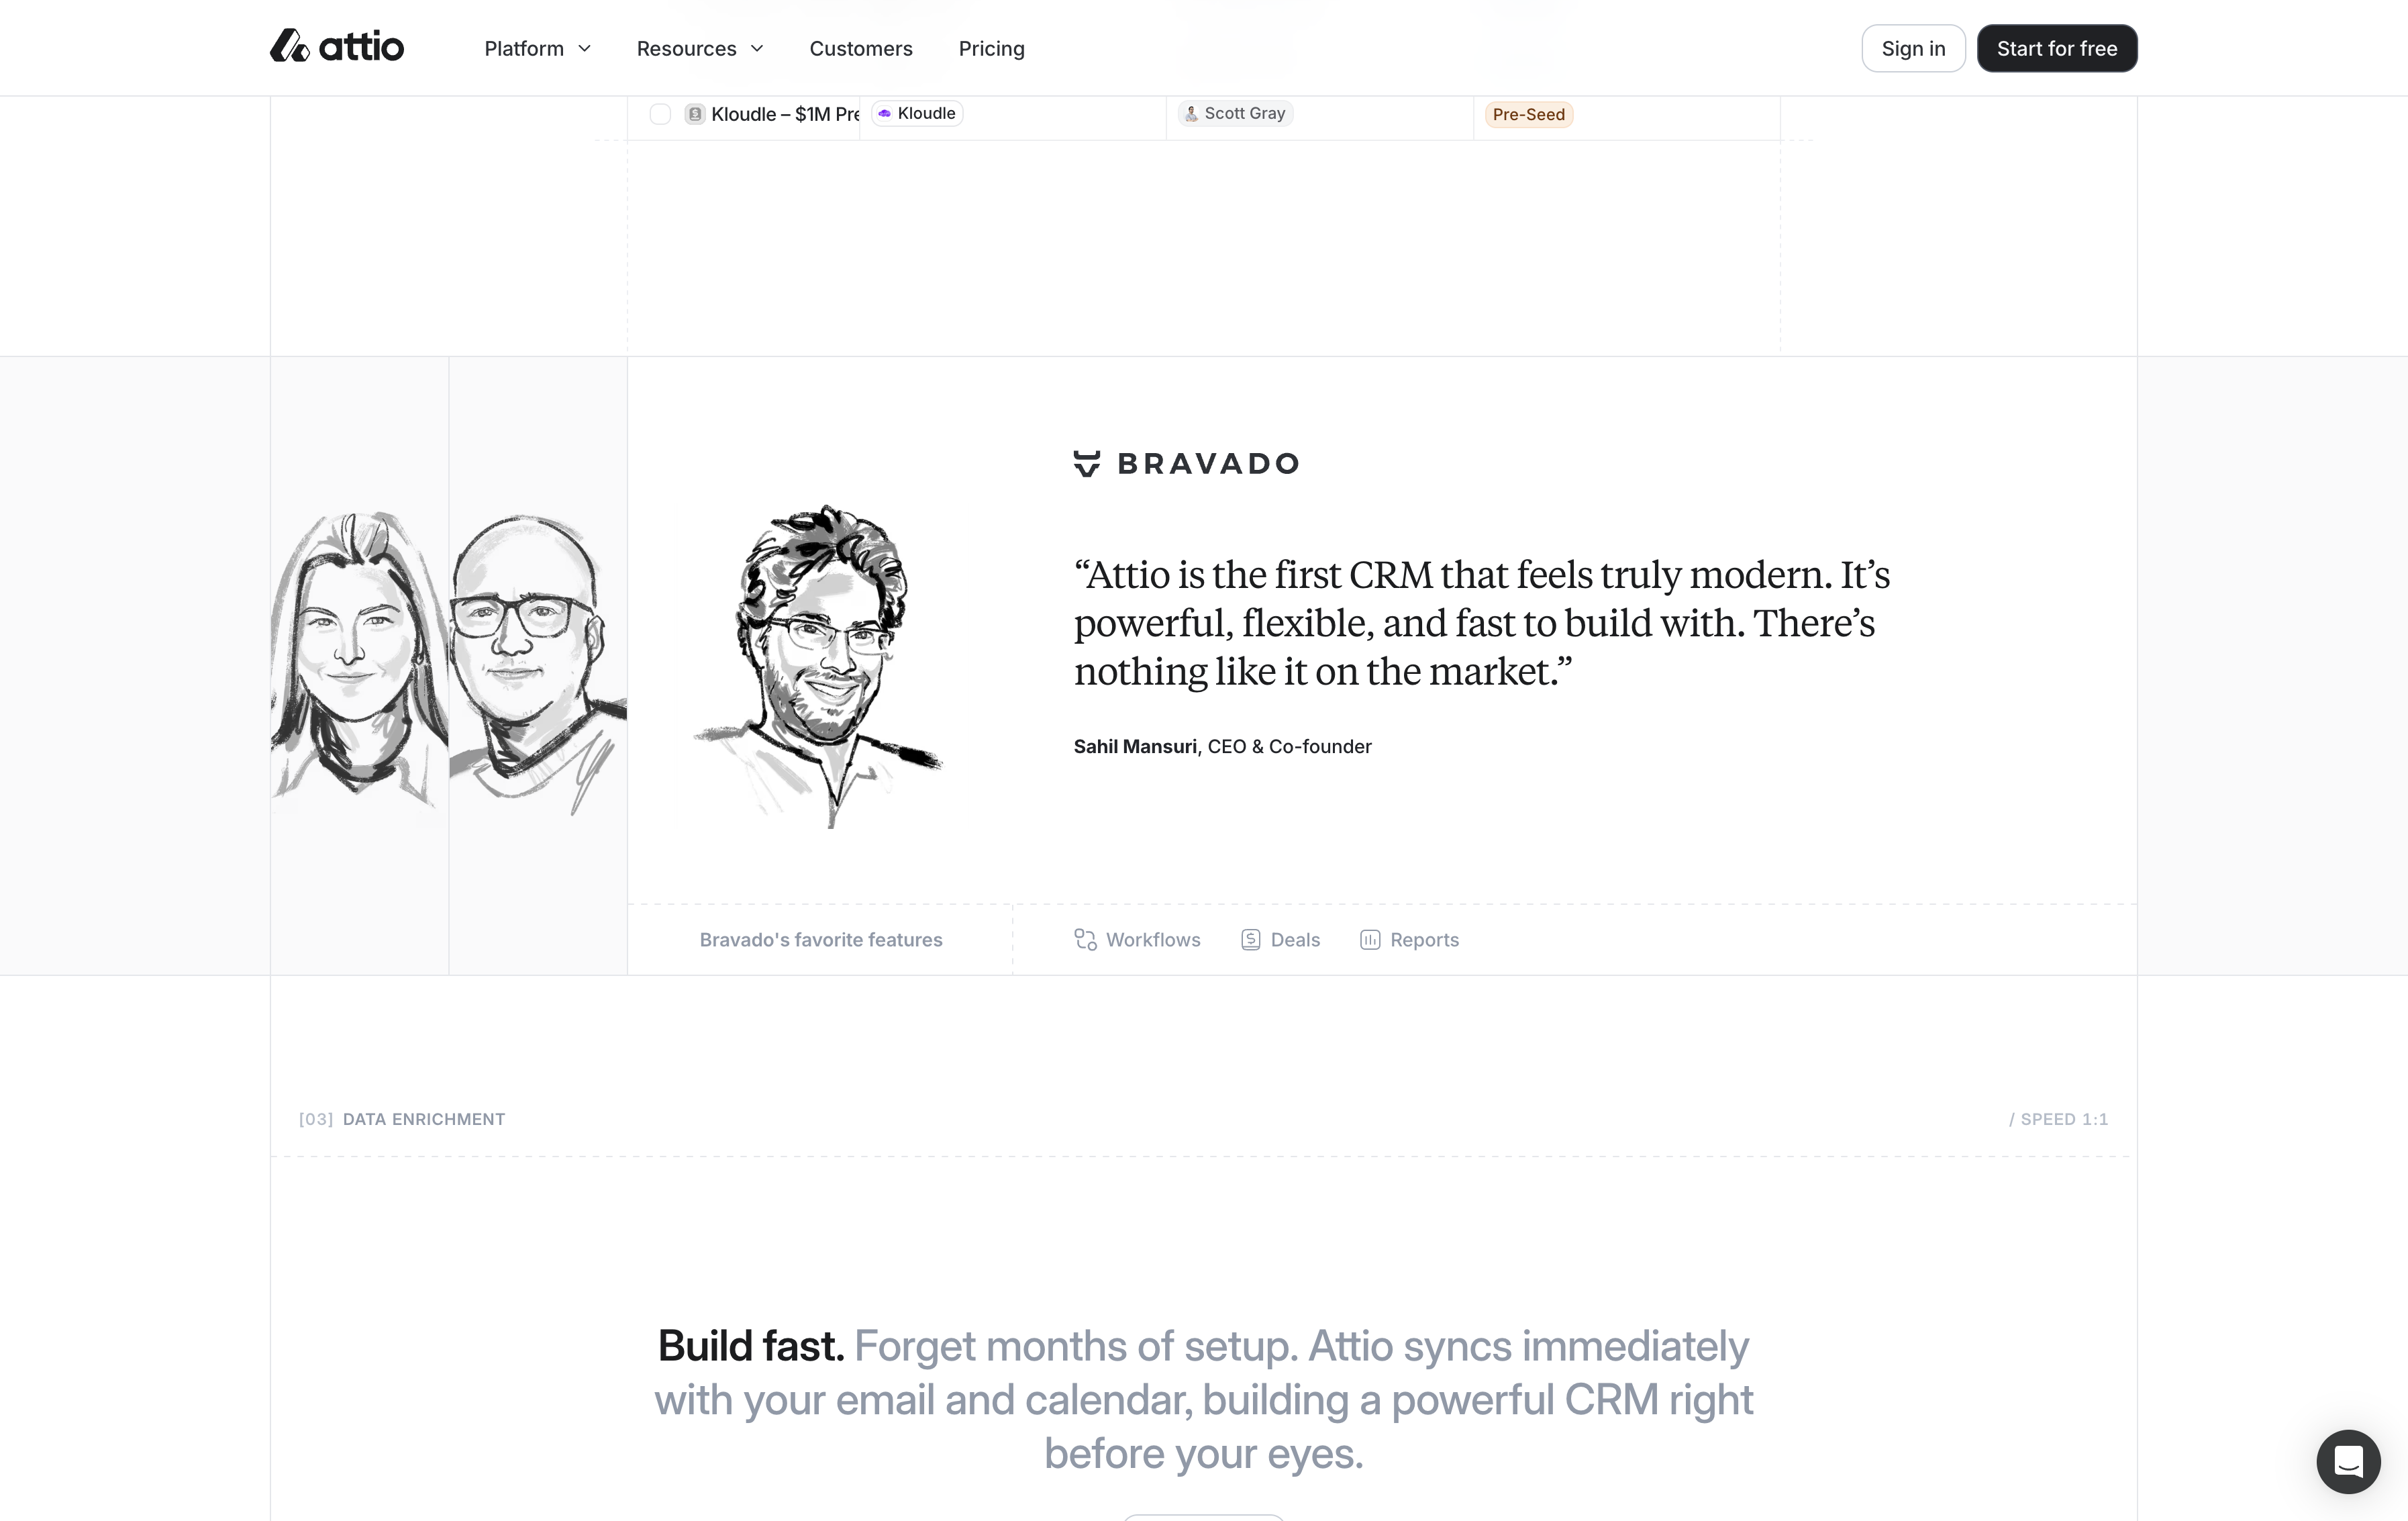 attio
Platform
Resources
Customers
Pricing
Sign in
Start for free
Kloudle – $1M Pre
Kloudle
Scott Gray
Pre-Seed
BRAVADO
“Attio is the first CRM that feels truly modern. It’s
powerful, flexible, and fast to build with. There’s
nothing like it on the market.”
Sahil Mansuri, CEO & Co-founder
Bravado's favorite features
Workflows
Deals
Reports
[03] DATA ENRICHMENT
/ SPEED 1:1
Build fast. Forget months of setup. Attio syncs immediately
with your email and calendar, building a powerful CRM right
before your eyes.